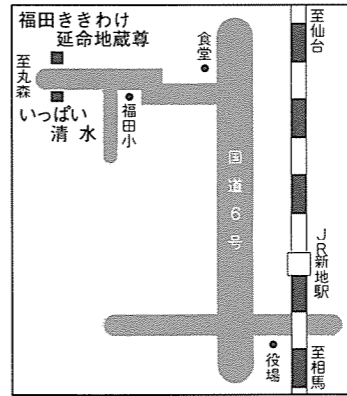 福田ききわけ
延命地蔵尊
至丸森
いっぱい
清水
福田小
食堂
国道6号
至仙台
JR新地駅
役場
至相馬